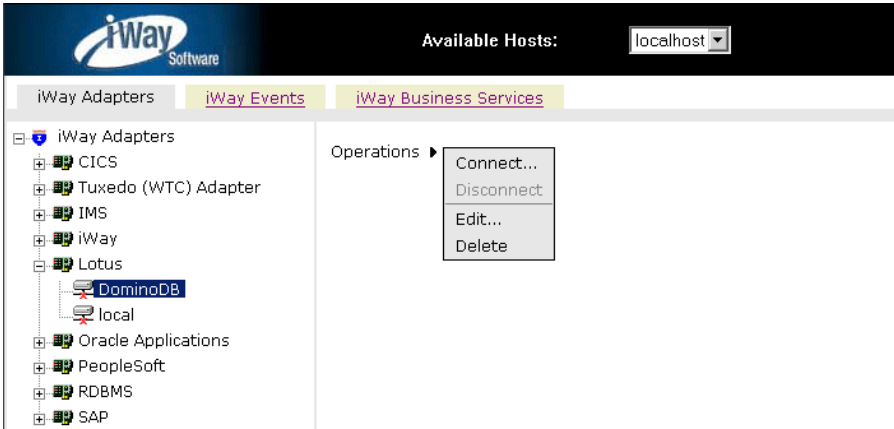 iWay
Software
Available Hosts:
localhost
iWay Adapters
iWay Events
iWay Business Services
iWay Adapters
CICS
Tuxedo (WTC) Adapter
IMS
iWay
Lotus
DominoDB
local
Oracle Applications
PeopleSoft
RDBMS
SAP
Operations
Connect...
Disconnect
Edit...
Delete